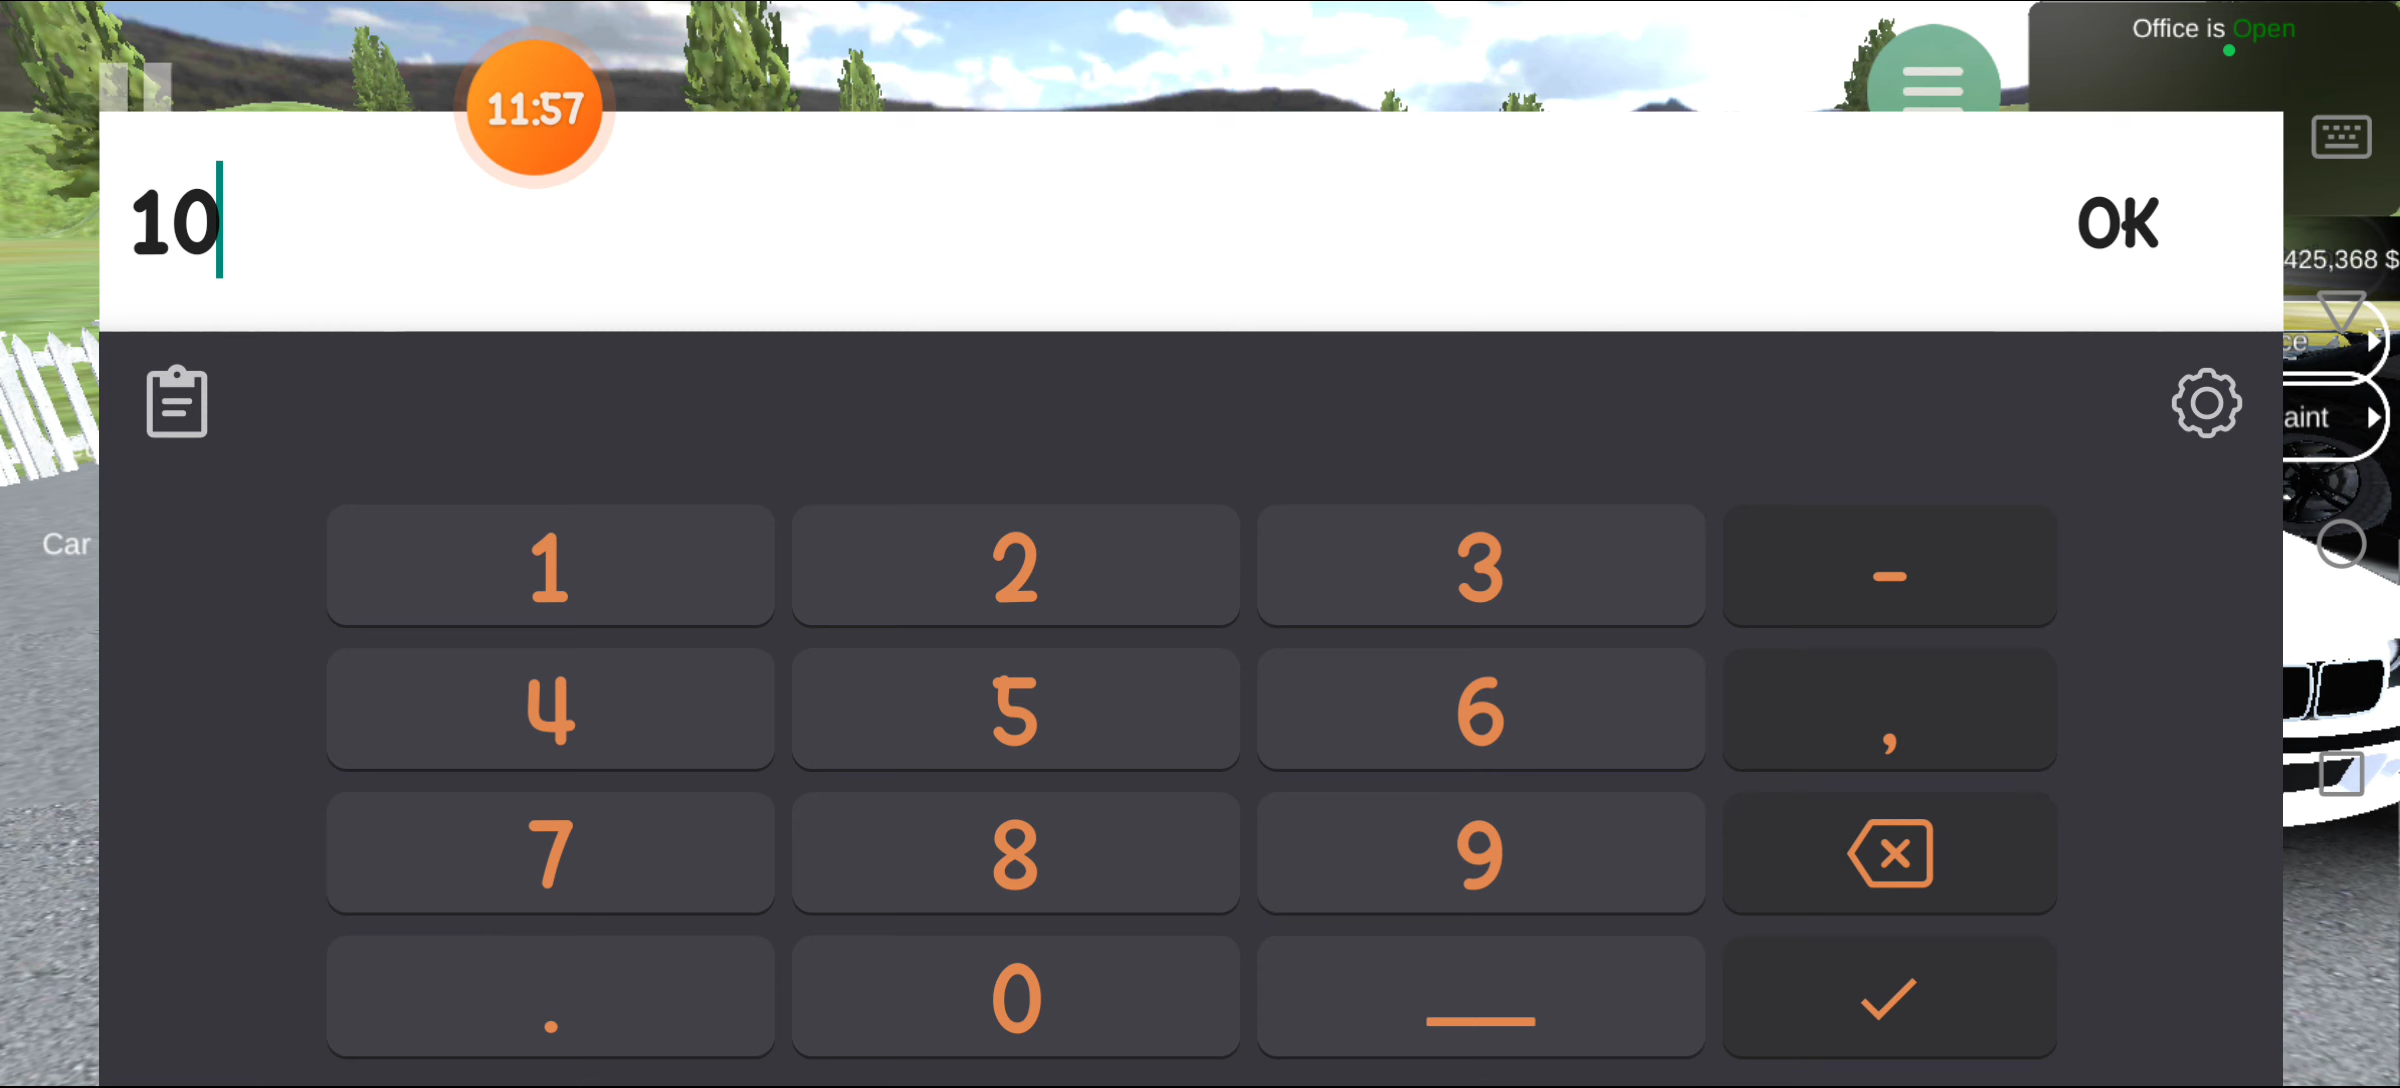 Office is Open
11:57
10
OK
425,368 $
ce
aint
Car
1 2 3 -
4 5 6 ,
7 8 9
. 0